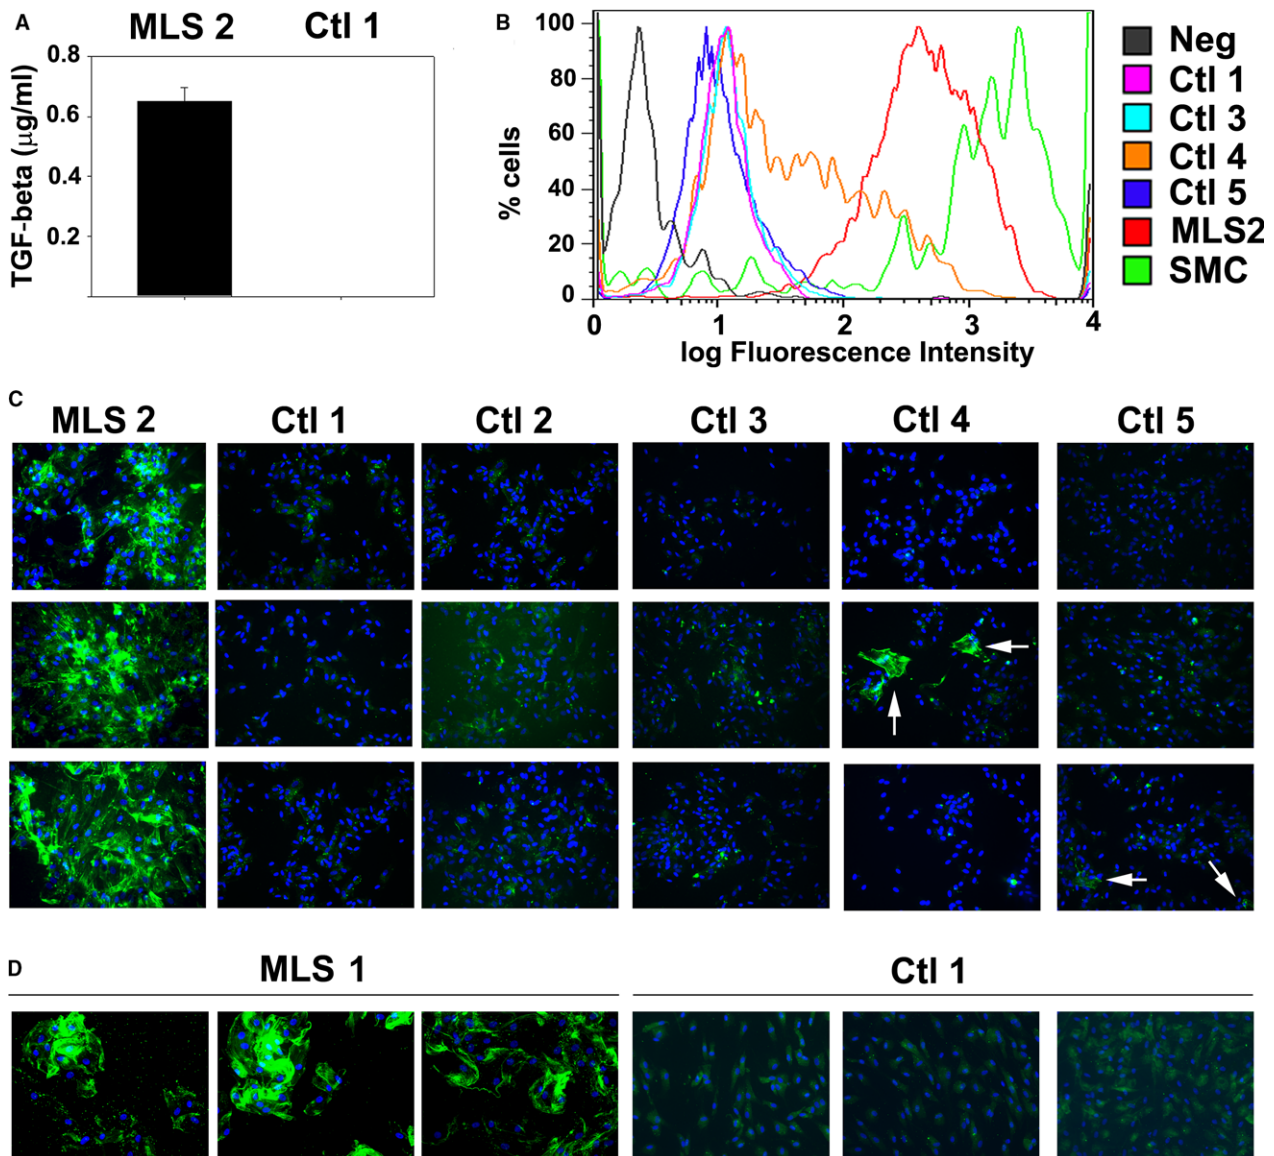 A
MLS 2 Ctl 1
TGF-beta (µg/ml)
0.8
0.6
0.4
0.2
B
% cells
100
80
60
40
20
0
0 1 2 3 4
log Fluorescence Intensity
Neg
Ctl 1
Ctl 3
Ctl 4
Ctl 5
MLS2
SMC
C
MLS 2 Ctl 1 Ctl 2 Ctl 3 Ctl 4 Ctl 5
D
MLS 1 Ctl 1